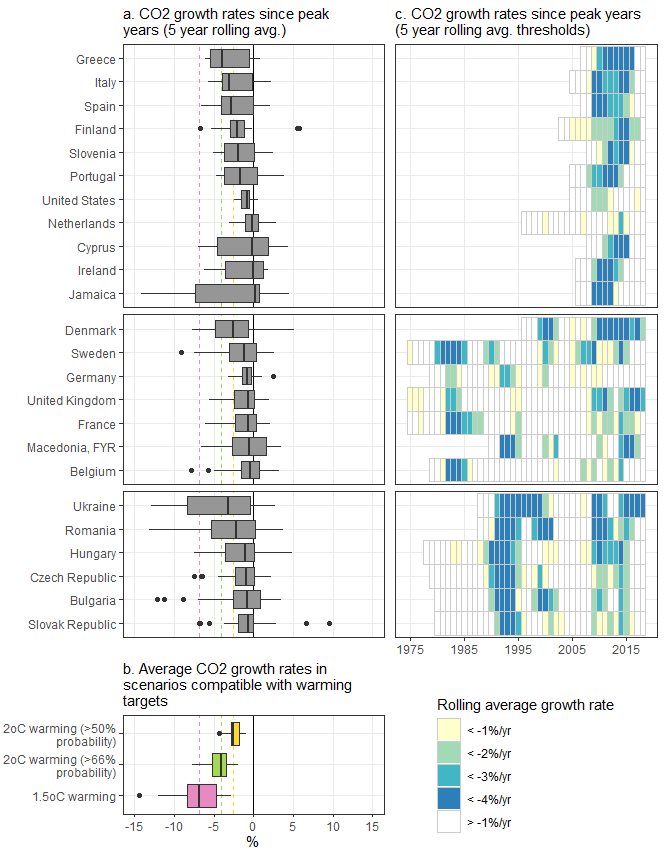 a. CO2 growth rates since peak
years (5 year rolling avg.)
c. CO2 growth rates since peak years
(5 year rolling avg. thresholds)
Greece
Italy
Spain
Finland
Slovenia
Portugal
United States
Netherlands
Cyprus
Ireland
Jamaica
Denmark
Sweden
Germany
United Kingdom
France
Macedonia, FYR
Belgium
Ukraine
Romania
Hungary
Czech Republic
Bulgaria
Slovak Republic
1975 1985 1995 2005 2015
b. Average CO2 growth rates in
scenarios compatible with warming
targets
2oC warming (>50%
probability)
2oC warming (>66%
probability)
1.5oC warming
-15 -10 -5 0 5 10 15
%
Rolling average growth rate
< -1%/yr
< -2%/yr
< -3%/yr
< -4%/yr
> -1%/yr